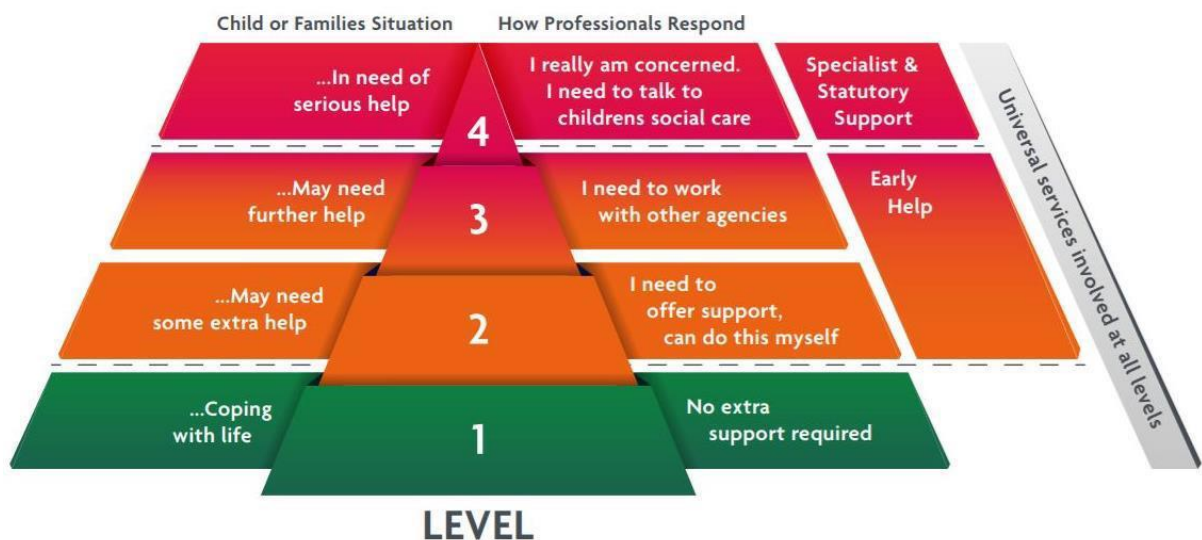 Child or Families Situation
How Professionals Respond
...In need of
serious help
4
I really am concerned.
I need to talk to
childrens social care
Specialist &
Statutory
Support
...May need
further help
3
I need to work
with other agencies
Early
Help
...May need
some extra help
2
I need to
offer support,
can do this myself
...Coping
with life
1
No extra
support required
Universal services involved at all levels
LEVEL